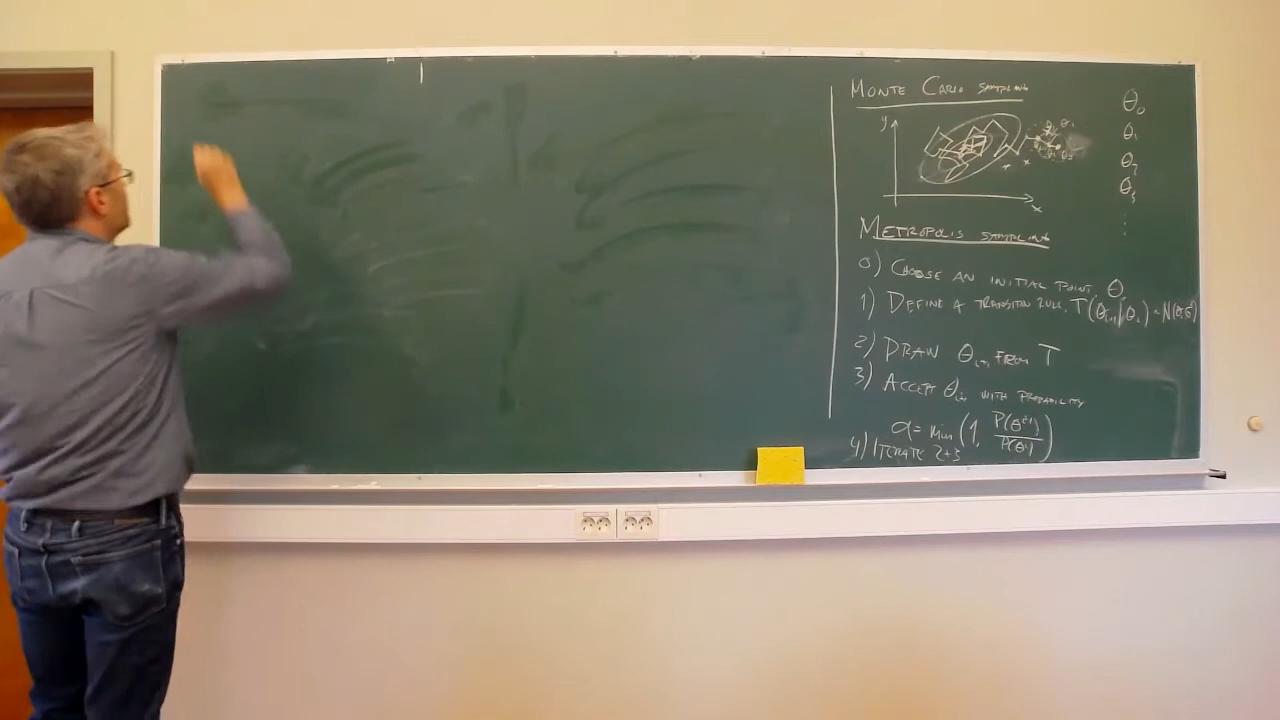 MONTE CARLO SAMPLING
y
x
θ₀
θ₁
θ₂
θ₃
⋮
METROPOLIS SAMPLING
0) CHOOSE AN INITIAL POINT, θ
1) DEFINE A TRANSITION RULE, T(θᵢ₊₁|θᵢ) = N(θᵢ,σ²)
2) DRAW θᵢ₊₁ FROM T
3) ACCEPT θᵢ₊₁ WITH PROBABILITY
α = MIN (1, P(θⁱ⁺¹)/P(θⁱ))
4) ITERATE 2+3